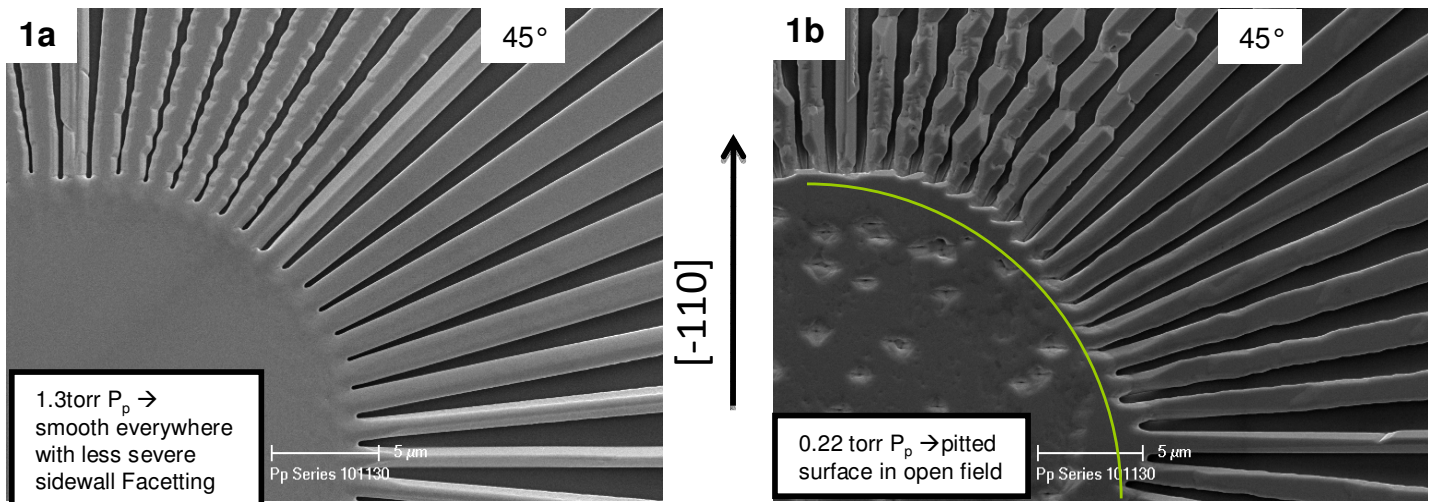 1a
45°
1.3torr Pp →
smooth everywhere
with less severe
sidewall Facetting
5 µm
Pp Series 101130
[-110]
1b
45°
0.22 torr Pp →pitted
surface in open field
5 µm
Pp Series 101130